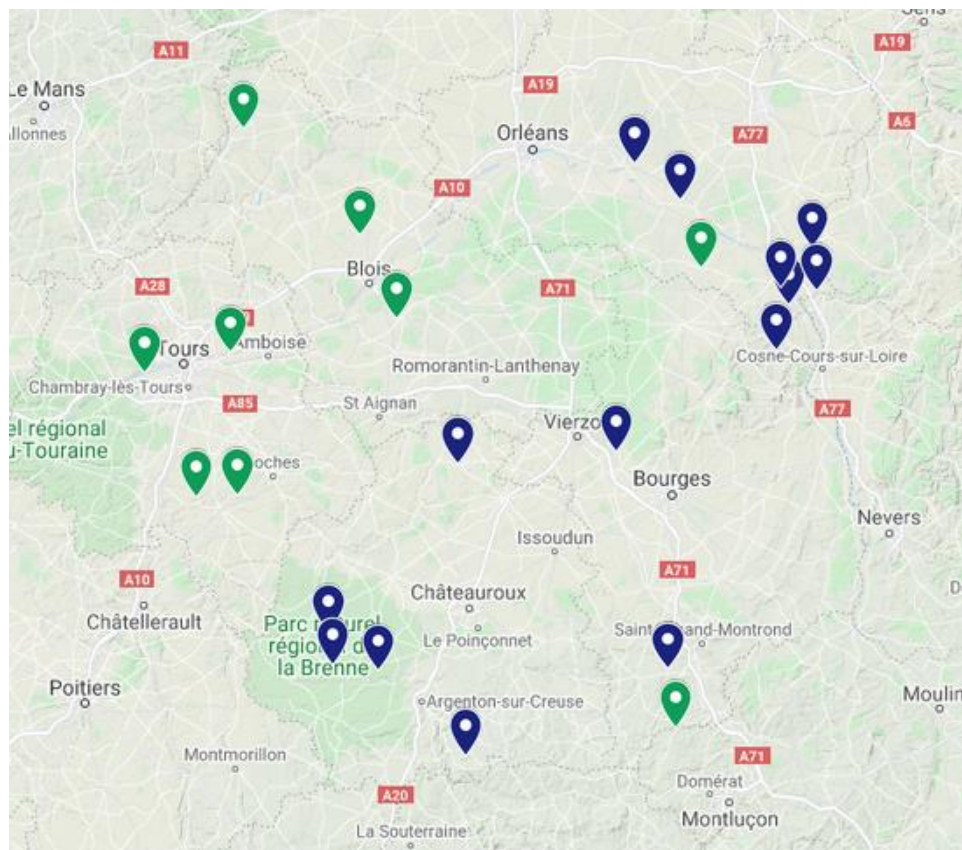 Sens
A19
A11
Le Mans
A19
allonnes
A6
Orléans
A77
A10
Blois
A28
A71
Tours
Amboise
Cosne-Cours-sur-Loire
Romorantin-Lanthenay
Chambray-lès-Tours
A85
St Aignan
A77
Vierzo
el régional
u-Touraine
oches
Bourges
Nevers
Issoudun
A71
A10
Châteauroux
Châtellerault
Parc naturel
régional de
la Brenne
Le Poinçonnet
Saint-Amand-Montrond
Poitiers
Argenton-sur-Creuse
Moulin
Montmorillon
A71
Domérat
A20
Montluçon
La Souterraine